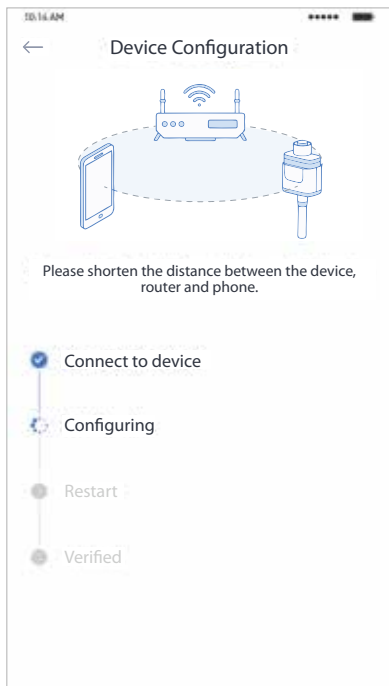 10:14 AM
Device Configuration
Please shorten the distance between the device,
router and phone.
Connect to device
Configuring
Restart
Verified